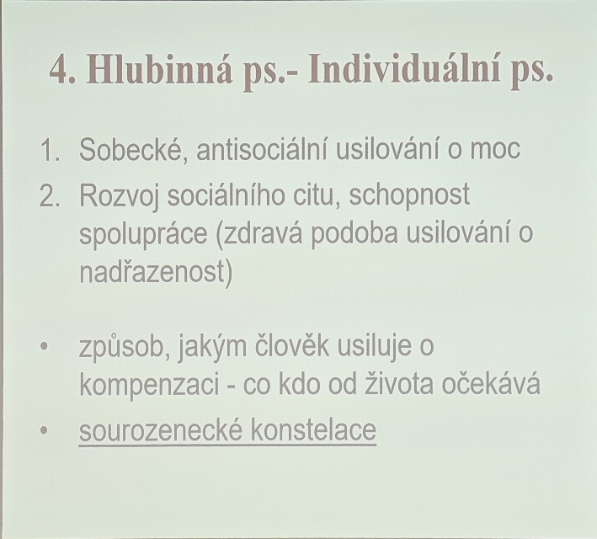 4. Hlubinná ps.- Individuální ps.
1. Sobecké, antisociální usilování o moc
2. Rozvoj sociálního citu, schopnost
spolupráce (zdravá podoba usilování o
nadřazenost)
• způsob, jakým člověk usiluje o
kompenzaci - co kdo od života očekává
• sourozenecké konstelace